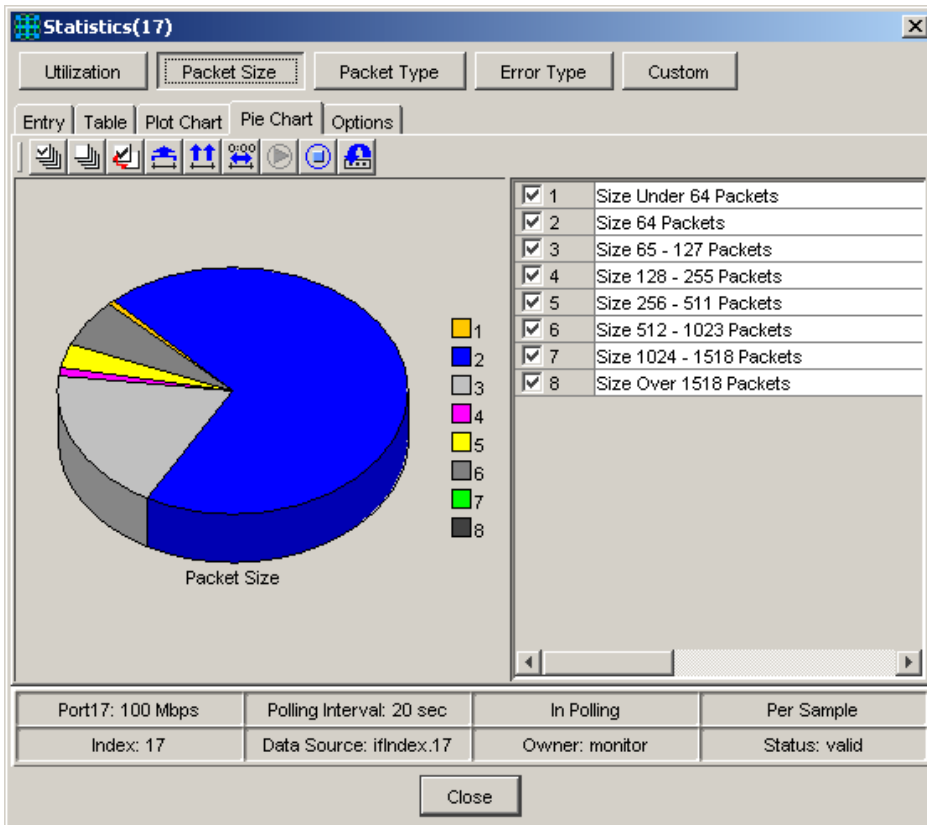 Statistics(17)
Utilization Packet Size Packet Type Error Type Custom
Entry Table Plot Chart Pie Chart Options
0:00
1 Size Under 64 Packets
2 Size 64 Packets
3 Size 65 - 127 Packets
4 Size 128 - 255 Packets
5 Size 256 - 511 Packets
6 Size 512 - 1023 Packets
7 Size 1024 - 1518 Packets
8 Size Over 1518 Packets
1
2
3
4
5
6
7
8
Packet Size
Port17: 100 Mbps Polling Interval: 20 sec In Polling Per Sample
Index: 17 Data Source: ifIndex.17 Owner: monitor Status: valid
Close